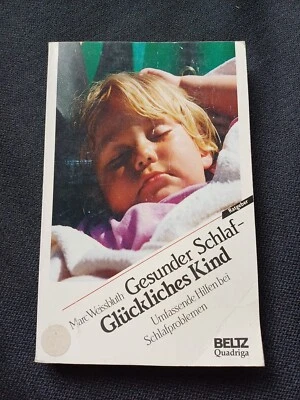 Ratgeber
Marc Weissbluth
Gesunder Schlaf-
Glückliches Kind
Umfassende Hilfen bei
Schlafproblemen
BELTZ
Quadriga